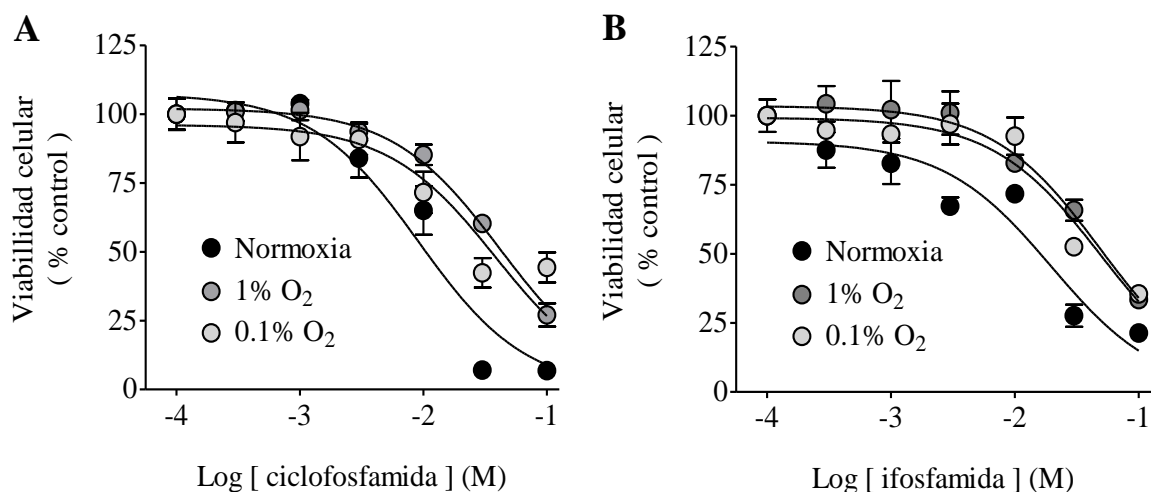 A
Viabillidad celular
( % control )
125
100
75
50
25
0
Normoxia
1% O2
0.1% O2
-4 -3 -2 -1
Log [ ciclofosfamida ] (M)
B
Viabilidad celular
( % control )
125
100
75
50
25
0
Normoxia
1% O2
0.1% O2
-4 -3 -2 -1
Log [ ifosfamida ] (M)